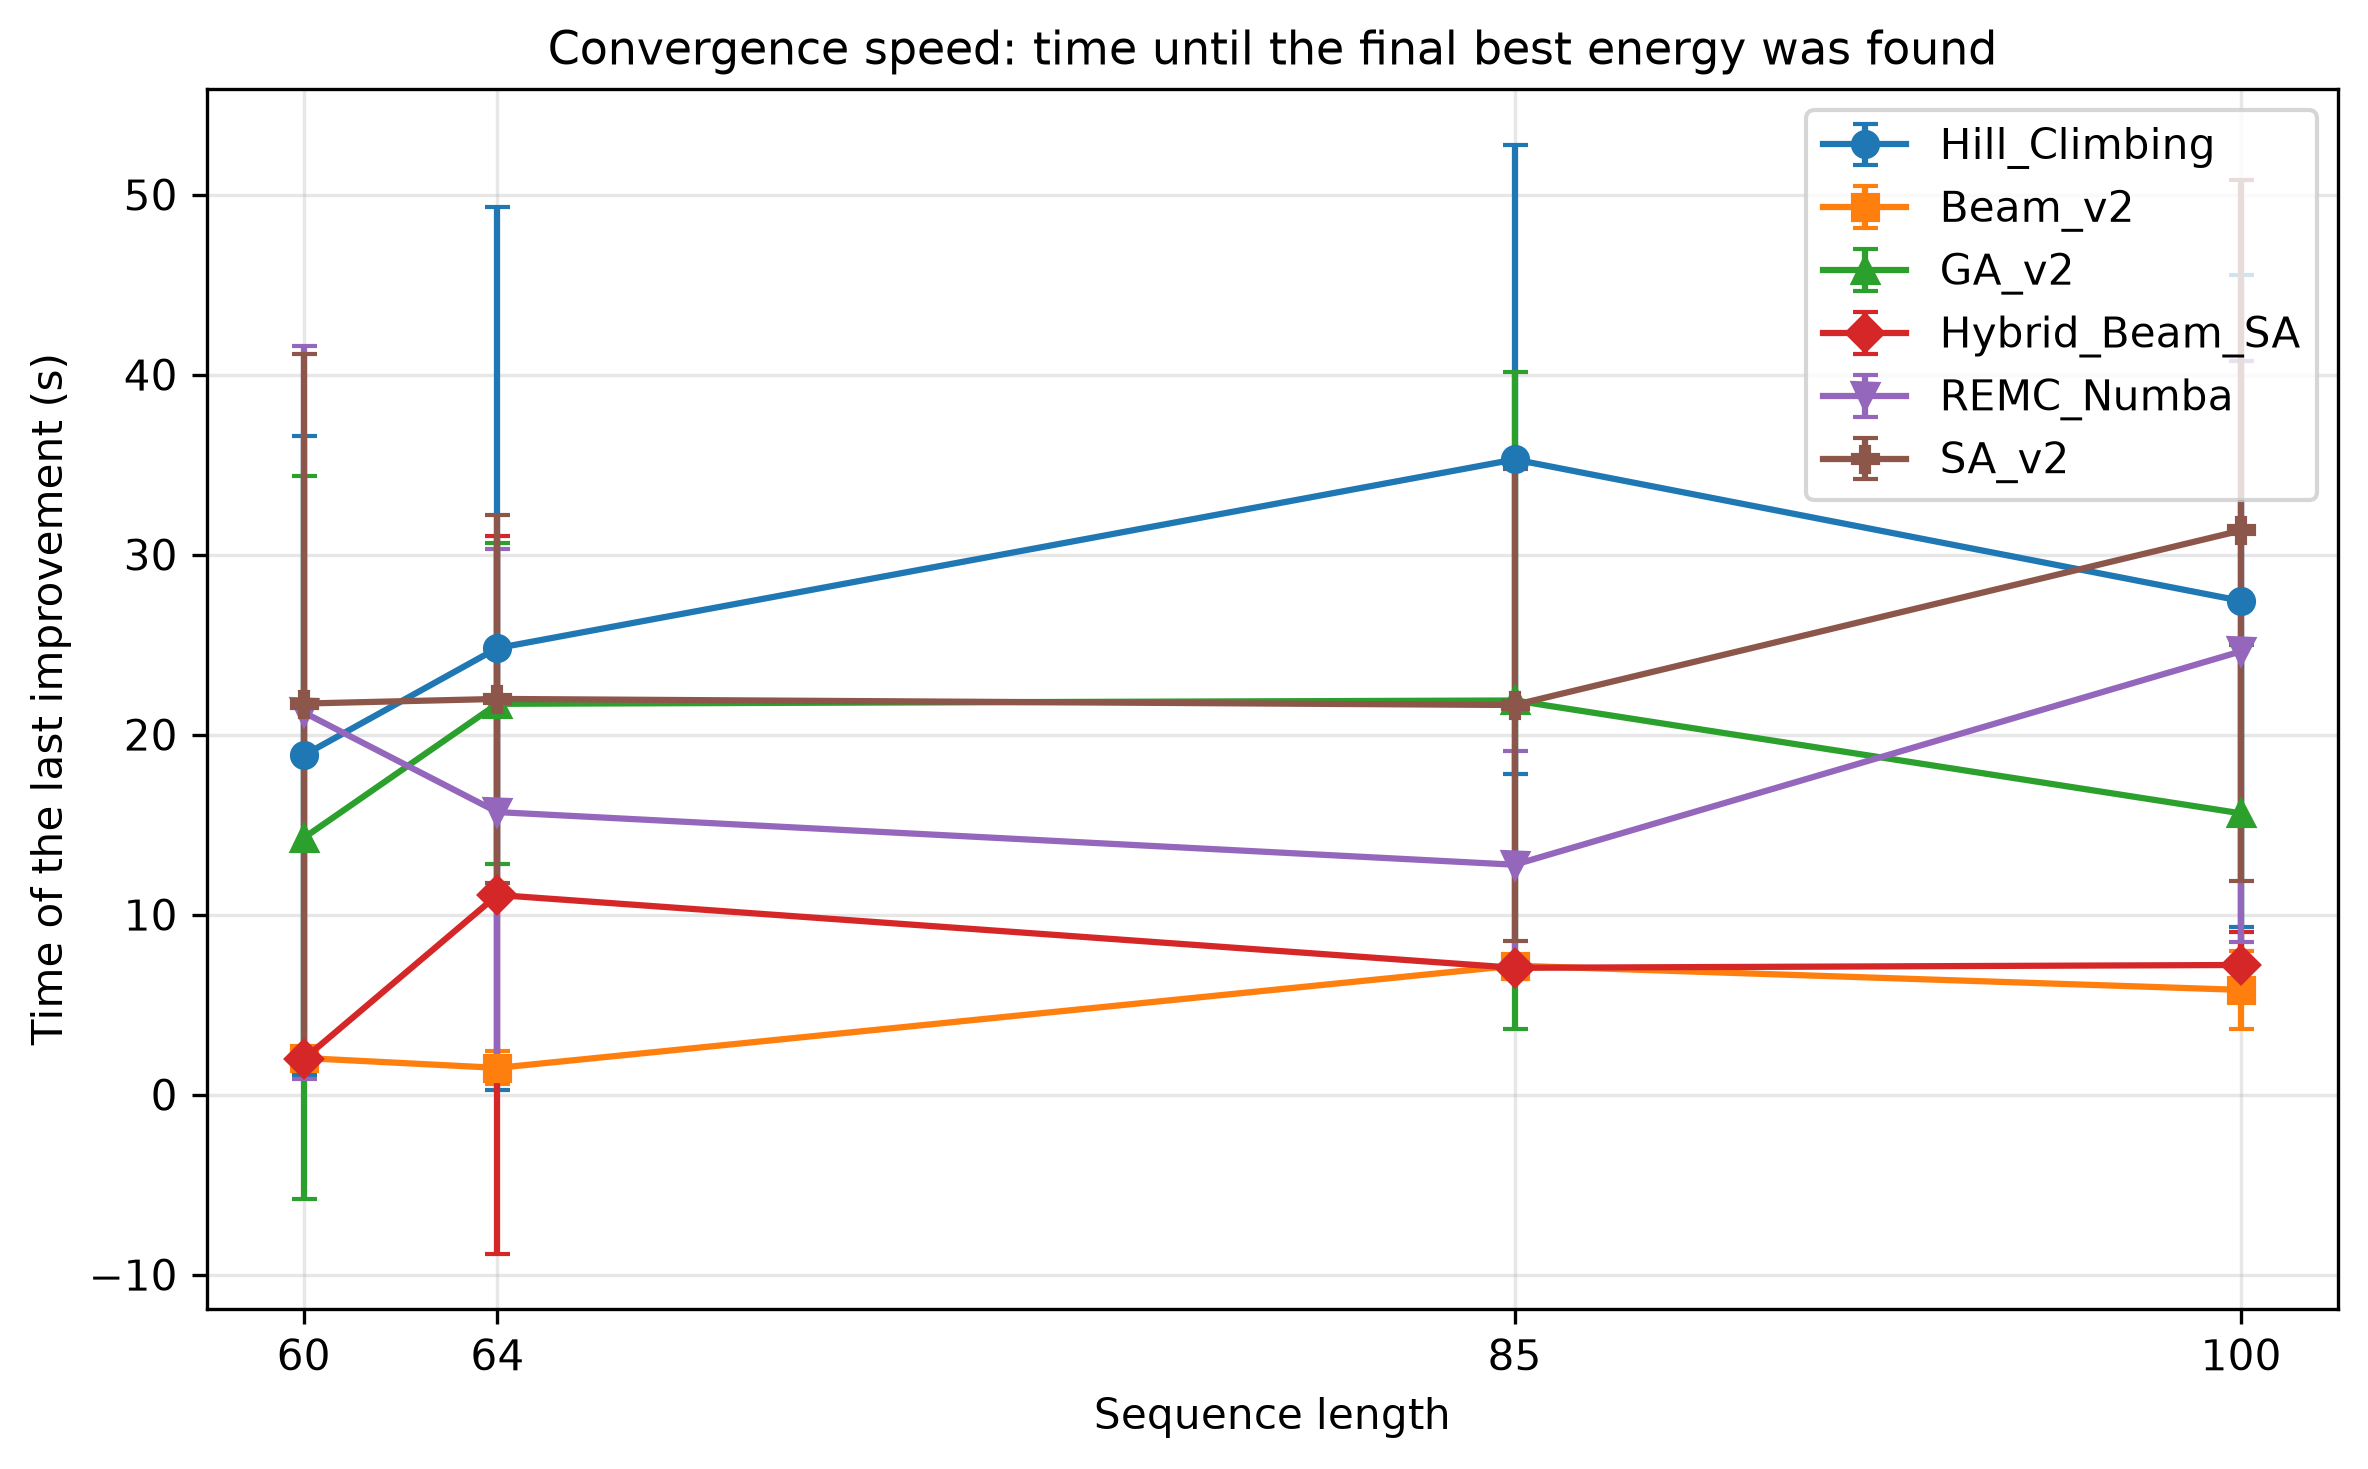 Convergence speed: time until the final best energy was found
Time of the last improvement (s)
50
40
30
20
10
0
−10
Hill_Climbing
Beam_v2
GA_v2
Hybrid_Beam_SA
REMC_Numba
SA_v2
60
64
85
100
Sequence length